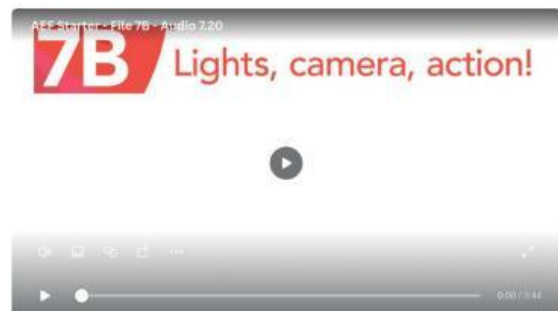 AEF Starter - File 7B - Audio 7.20
7B Lights, camera, action!
0:00 / 0:44